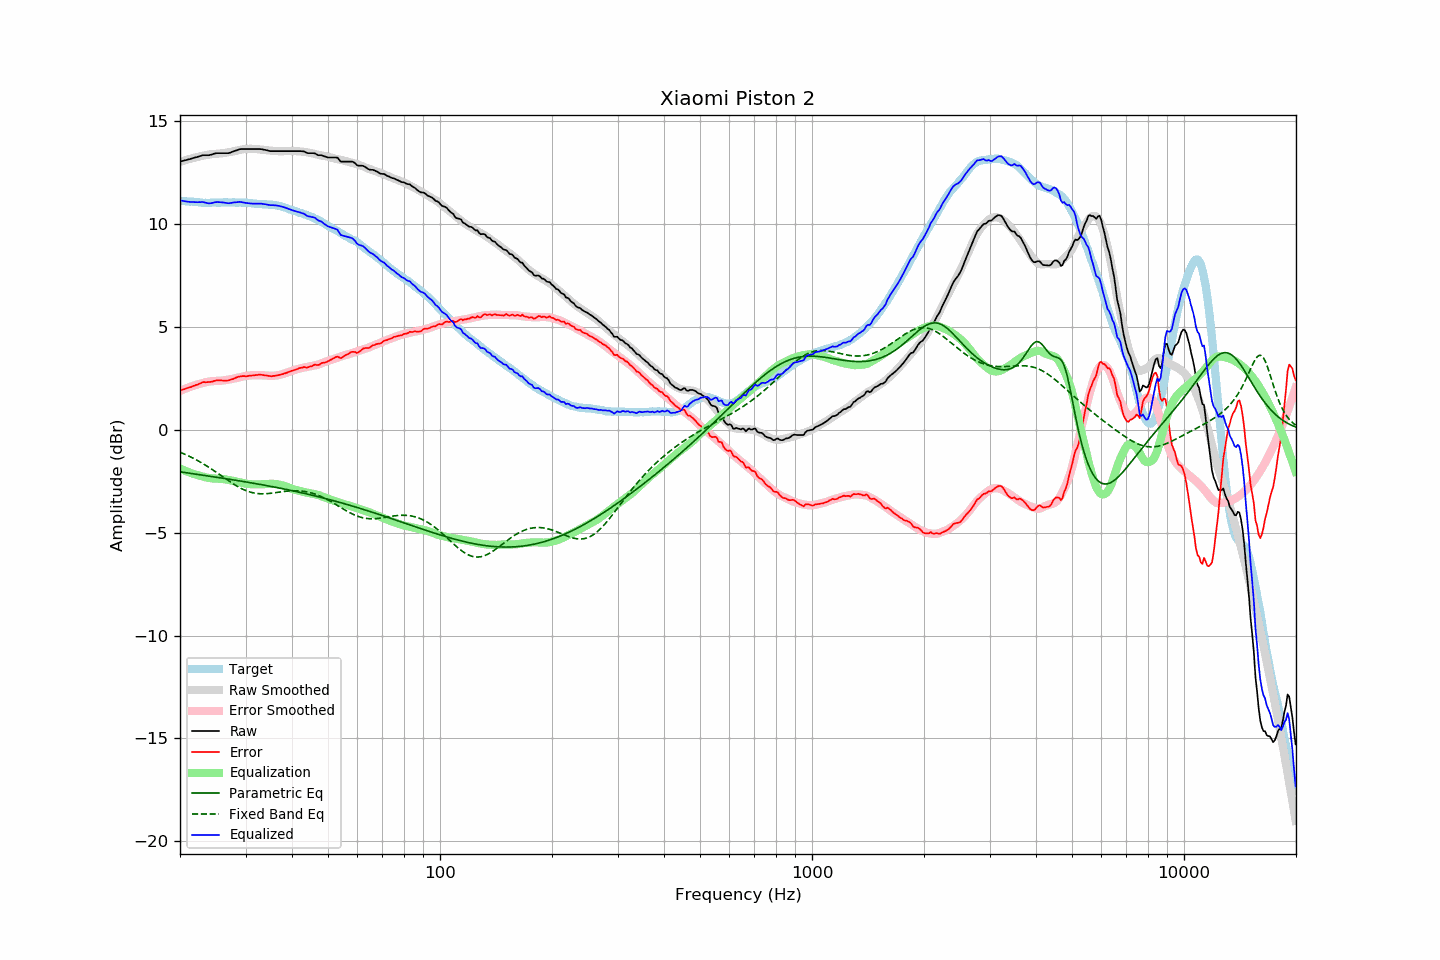 Xiaomi Piston 2
15
10
5
0
−5
−10
−15
−20
Amplitude (dBr)
Target
Raw Smoothed
Error Smoothed
Raw
Error
Equalization
Parametric Eq
Fixed Band Eq
Equalized
100
1000
10000
Frequency (Hz)